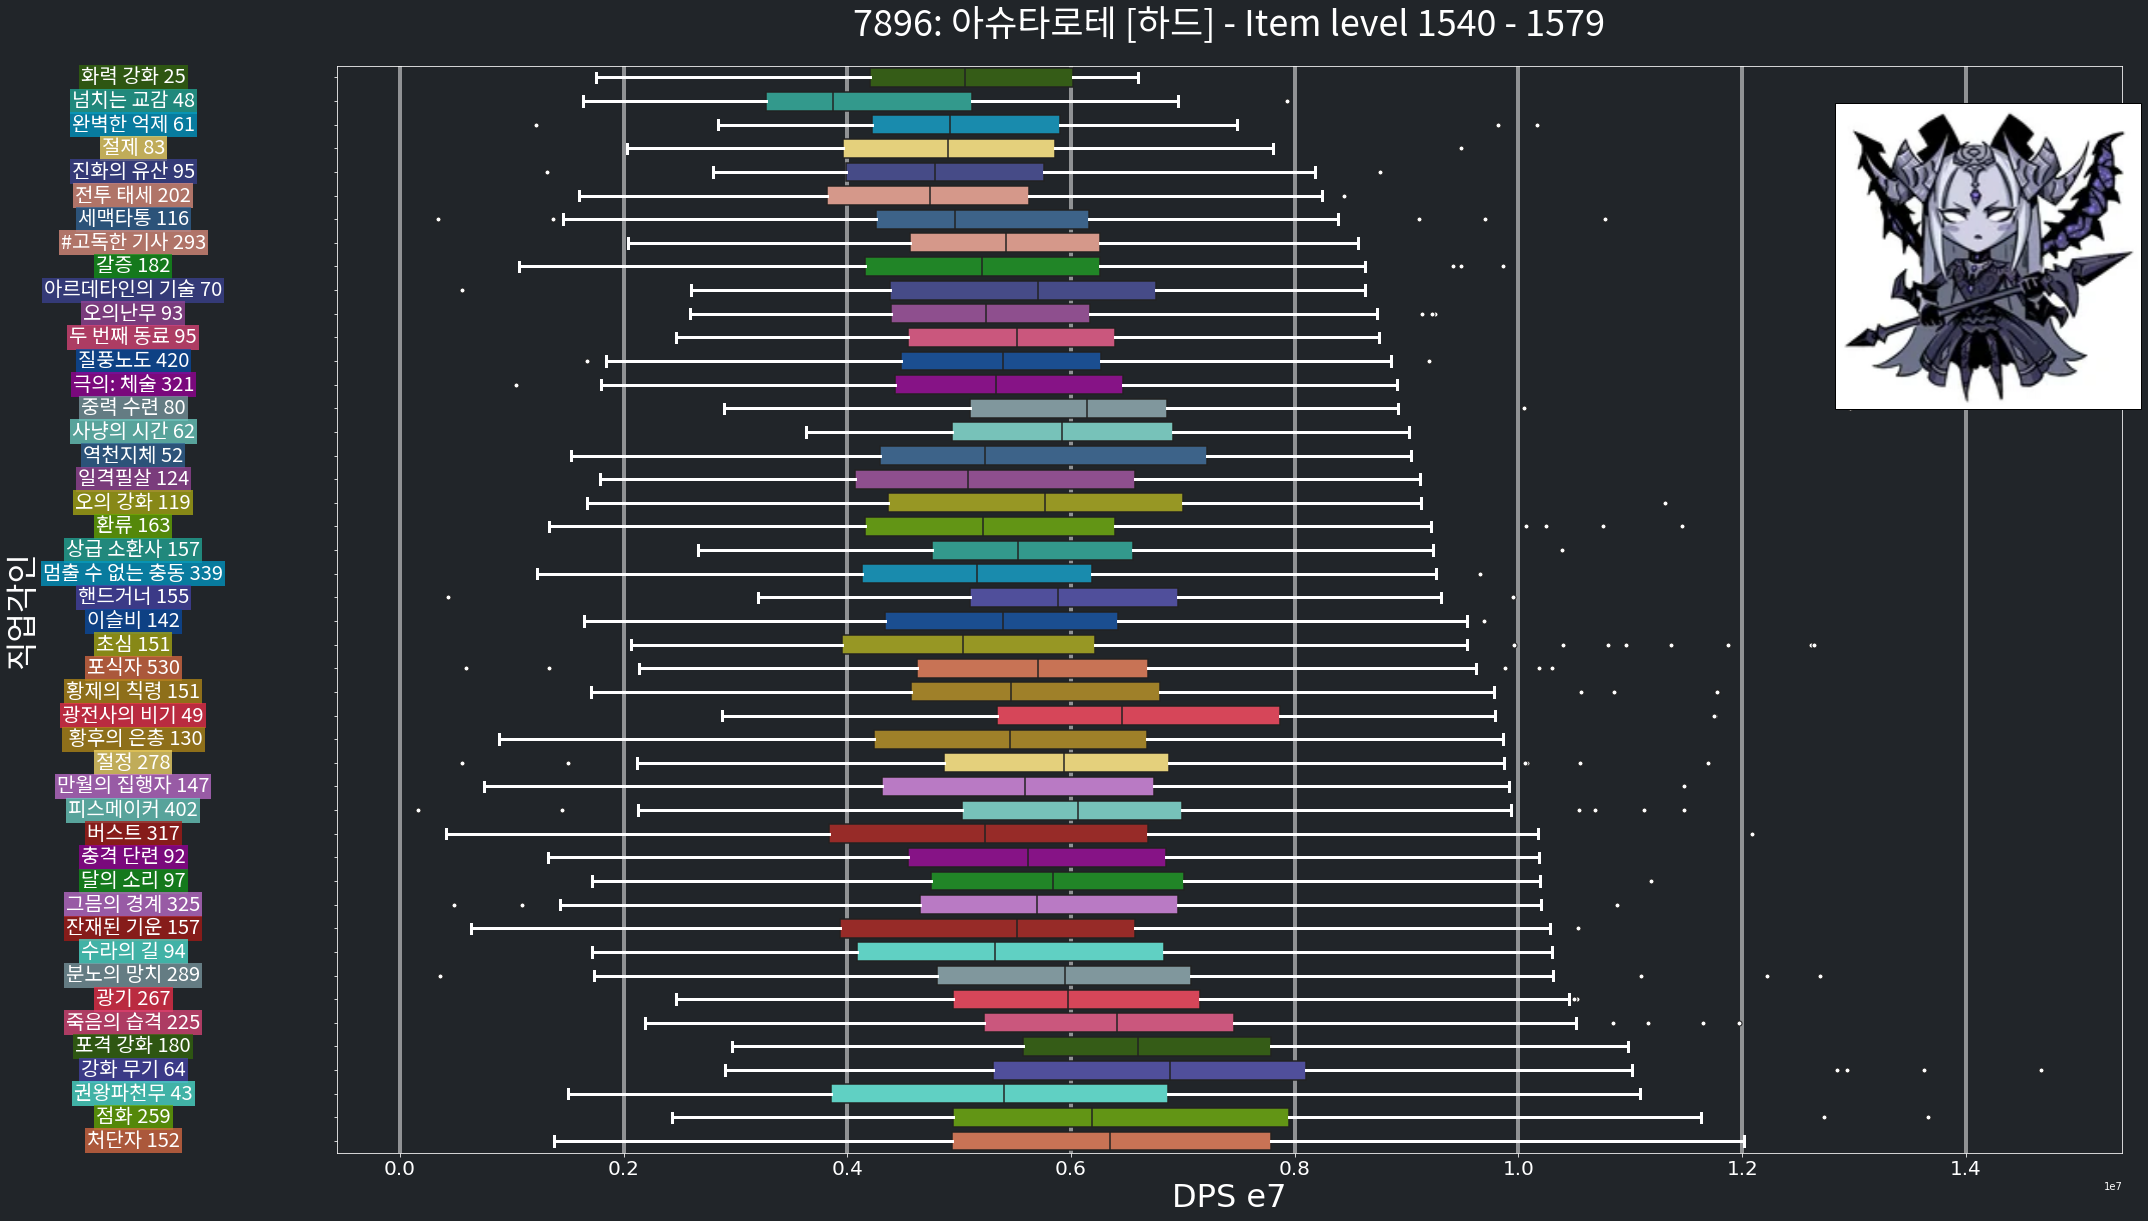 7896: 아슈타로테 [하드] - Item level 1540 - 1579
직업각인
화력 강화 25
넘치는 교감 48
완벽한 억제 61
절제 83
진화의 유산 95
전투 태세 202
세맥타통 116
#고독한 기사 293
갈증 182
아르데타인의 기술 70
오의난무 93
두 번째 동료 95
질풍노도 420
극의: 체술 321
중력 수련 80
사냥의 시간 62
역천지체 52
일격필살 124
오의 강화 119
환류 163
상급 소환사 157
멈출 수 없는 충동 339
핸드거너 155
이슬비 142
초심 151
포식자 530
황제의 칙령 151
광전사의 비기 49
황후의 은총 130
절정 278
만월의 집행자 147
피스메이커 402
버스트 317
충격 단련 92
달의 소리 97
그믐의 경계 325
잔재된 기운 157
수라의 길 94
분노의 망치 289
광기 267
죽음의 습격 225
포격 강화 180
강화 무기 64
권왕파천무 43
점화 259
처단자 152
0.0 0.2 0.4 0.6 0.8 1.0 1.2 1.4
1e7
DPS e7